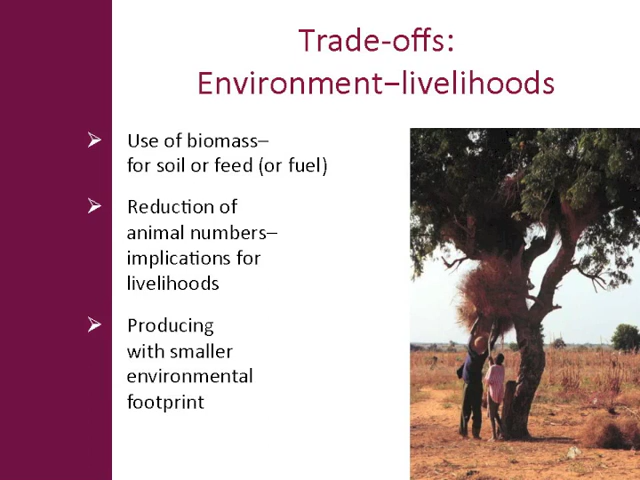 Trade-offs:
Environment–livelihoods
Use of biomass–
for soil or feed (or fuel)
Reduction of
animal numbers–
implications for
livelihoods
Producing
with smaller
environmental
footprint